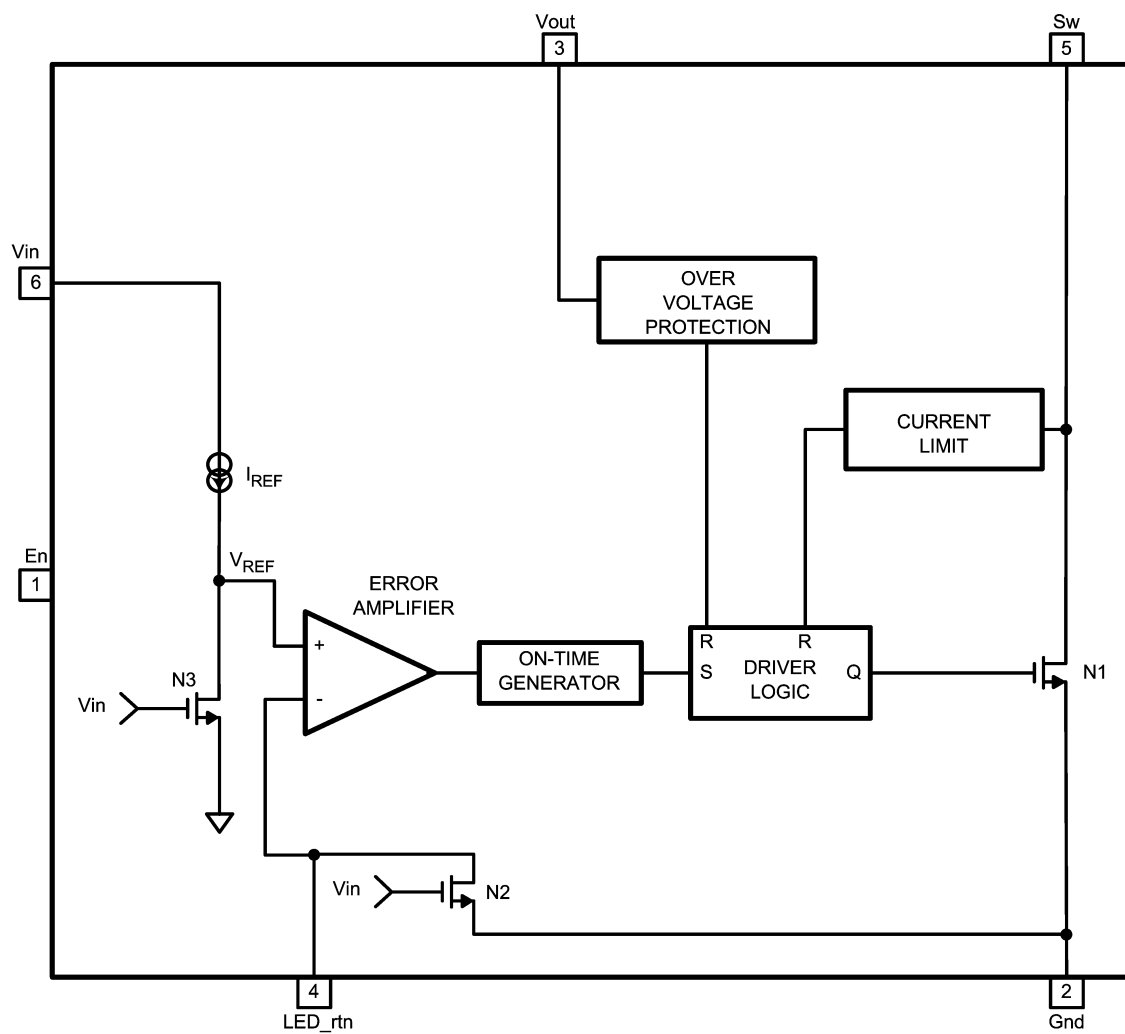 Vout
3
Sw
5
Vin
6
OVER
VOLTAGE
PROTECTION
CURRENT
LIMIT
IREF
En
1
VREF
ERROR
AMPLIFIER
+
-
ON-TIME
GENERATOR
R
R
S
DRIVER
LOGIC
Q
N1
N3
Vin
Vin
N2
4
LED_rtn
2
Gnd